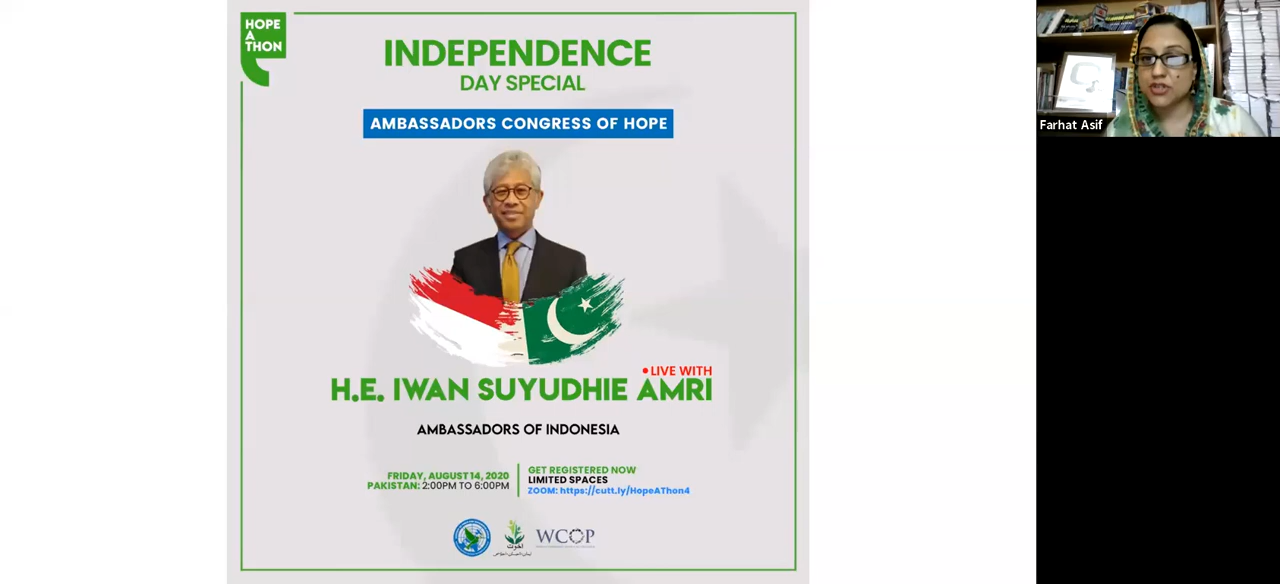 HOPE
A
THON
INDEPENDENCE
DAY SPECIAL
AMBASSADORS CONGRESS OF HOPE
•LIVE WITH
H.E. IWAN SUYUDHIE AMRI
AMBASSADORS OF INDONESIA
FRIDAY, AUGUST 14, 2020
PAKISTAN: 2:00PM TO 6:00PM
GET REGISTERED NOW
LIMITED SPACES
ZOOM: https://cutt.ly/HopeAThon4
اخوت
WCOP
Farhat Asif